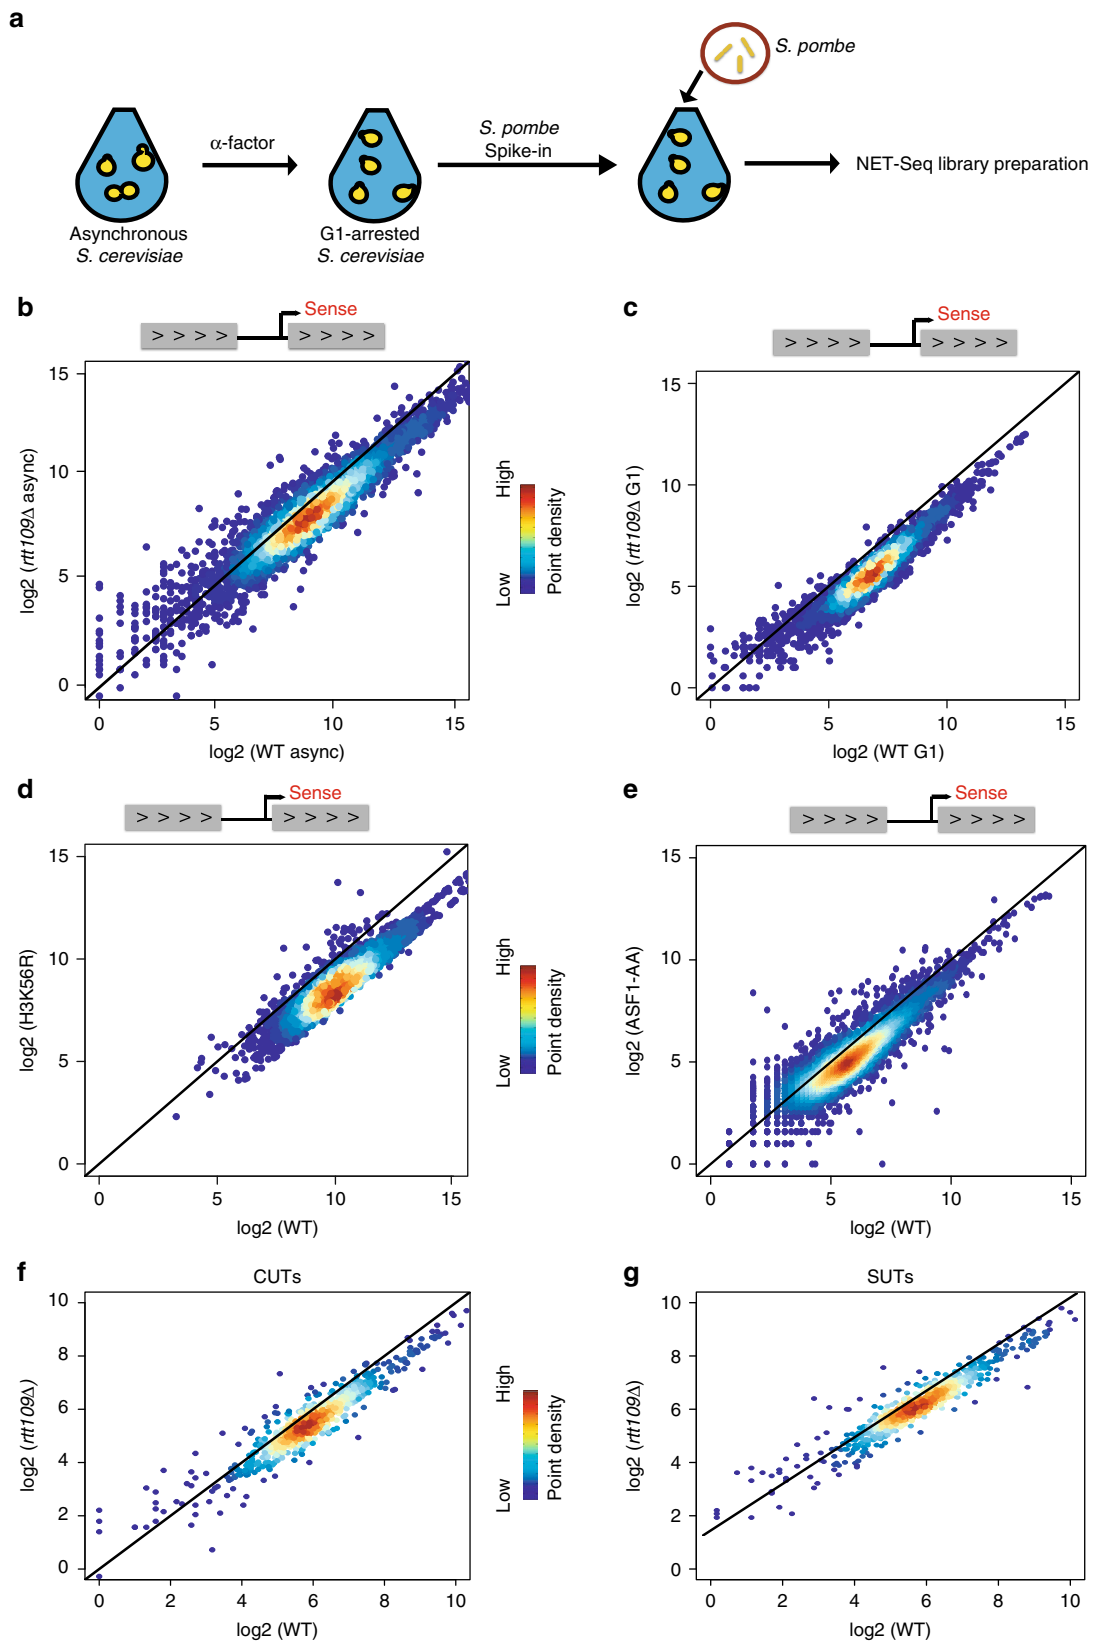 a
S. pombe
α-factor
S. pombe
Spike-in
NET-Seq library preparation
Asynchronous
S. cerevisiae
G1-arrested
S. cerevisiae
b
Sense
> > > >
> > > >
15
10
5
0
log2 (rtt109Δ async)
0
5
10
15
log2 (WT async)
High
Low
Point density
c
Sense
> > > >
> > > >
15
10
5
0
log2 (rtt109Δ G1)
0
5
10
15
log2 (WT G1)
d
Sense
> > > >
> > > >
15
10
5
0
log2 (H3K56R)
0
5
10
15
log2 (WT)
High
Low
Point density
e
Sense
> > > >
> > > >
15
10
5
0
log2 (ASF1-AA)
0
5
10
15
log2 (WT)
f
CUTs
10
8
6
4
2
0
log2 (rtt109Δ)
0
2
4
6
8
10
log2 (WT)
High
Low
Point density
g
SUTs
10
8
6
4
2
0
log2 (rtt109Δ)
0
2
4
6
8
10
log2 (WT)